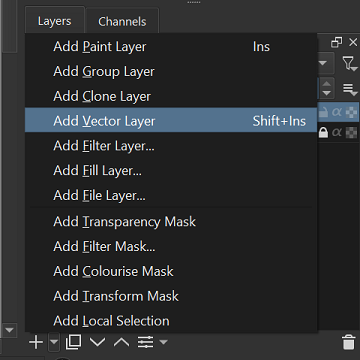 Layers Channels
Add Paint Layer Ins
Add Group Layer
Add Clone Layer
Add Vector Layer Shift+Ins
Add Filter Layer...
Add Fill Layer...
Add File Layer...
Add Transparency Mask
Add Filter Mask...
Add Colourise Mask
Add Transform Mask
Add Local Selection